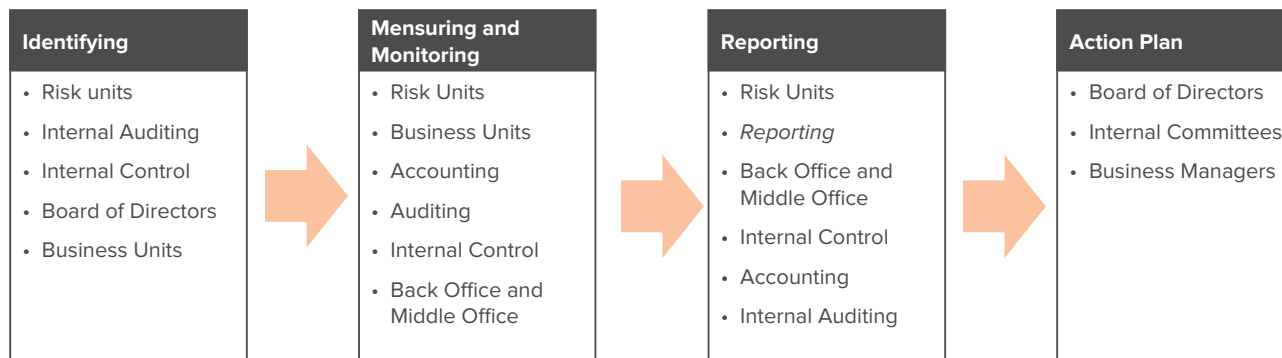 Identifying
• Risk units
• Internal Auditing
• Internal Control
• Board of Directors
• Business Units
Mensuring and
Monitoring
• Risk Units
• Business Units
• Accounting
• Auditing
• Internal Control
• Back Office and
Middle Office
Reporting
• Risk Units
• Reporting
• Back Office and
Middle Office
• Internal Control
• Accounting
• Internal Auditing
Action Plan
• Board of Directors
• Internal Committees
• Business Managers